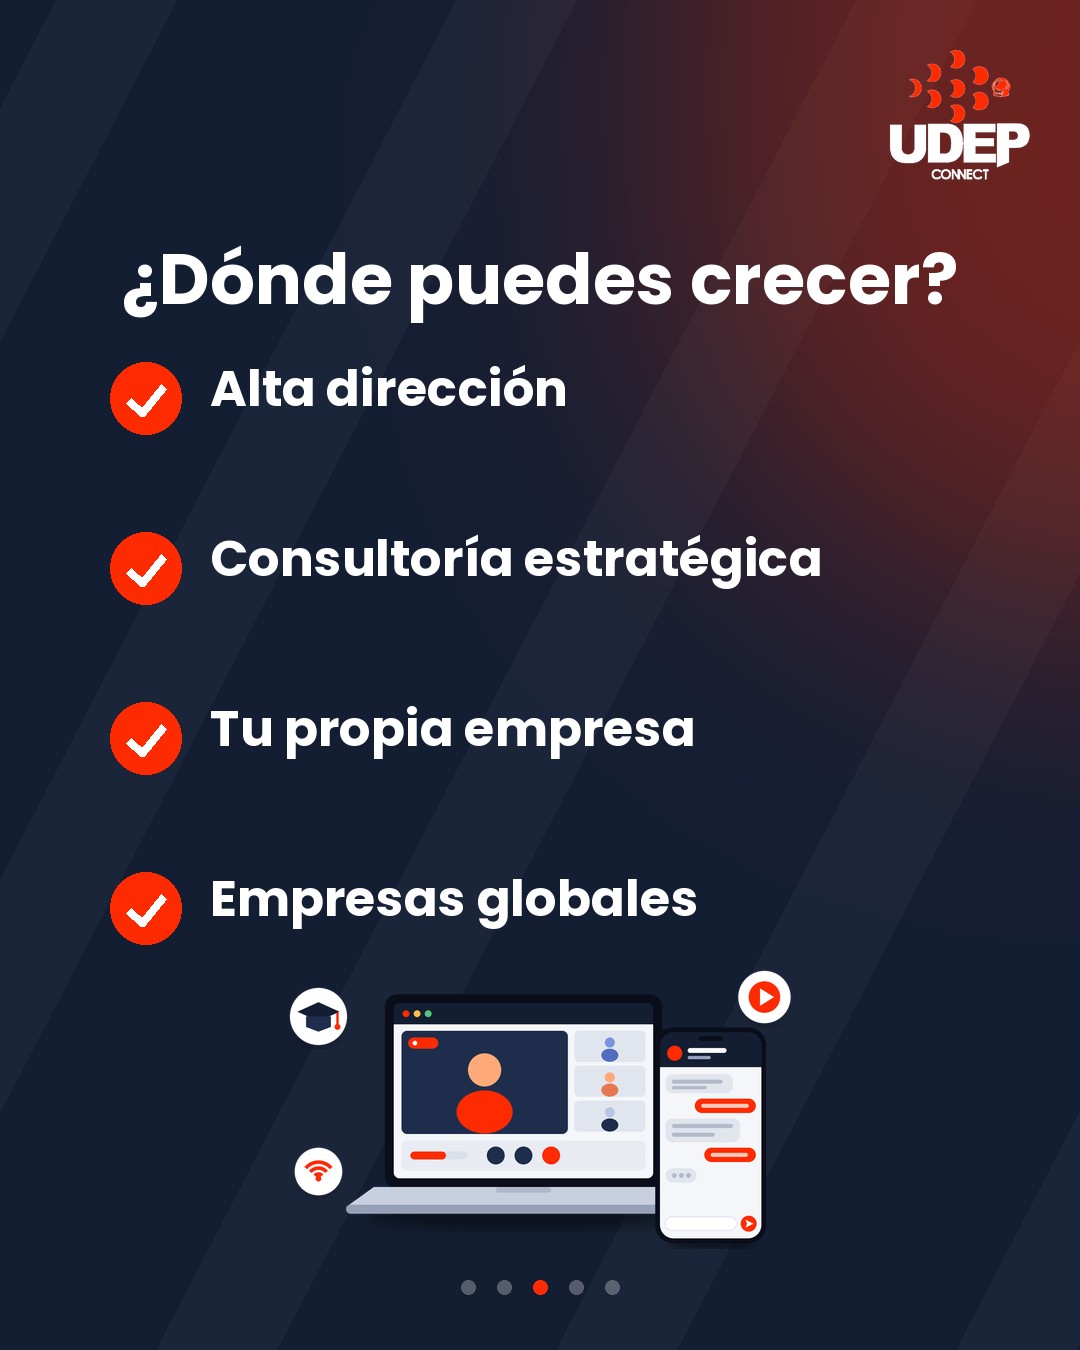 UDEP
CONNECT
¿Dónde puedes crecer?
Alta dirección
Consultoría estratégica
Tu propia empresa
Empresas globales